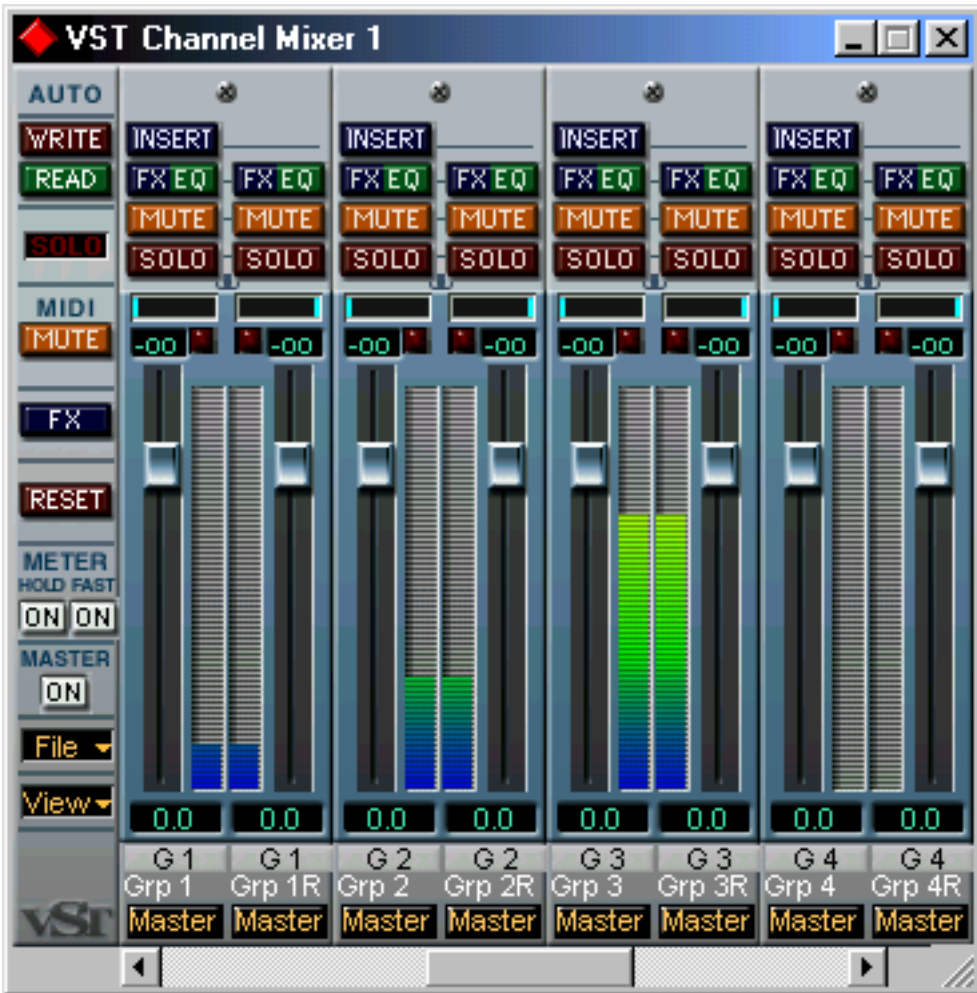 VST Channel Mixer 1
AUTO
WRITE INSERT INSERT INSERT INSERT
READ FX EQ FX EQ FX EQ FX EQ FX EQ FX EQ FX EQ FX EQ
MUTE MUTE MUTE MUTE MUTE MUTE MUTE MUTE
SOLO SOLO SOLO SOLO SOLO SOLO SOLO SOLO SOLO
MIDI
MUTE -oo -oo -oo -oo -oo -oo -oo -oo
FX
RESET
METER
HOLD FAST
ON ON
MASTER
ON
File
View
0.0 0.0 0.0 0.0 0.0 0.0 0.0 0.0
G 1 G 1 G 2 G 2 G 3 G 3 G 4 G 4
Grp 1 Grp 1R Grp 2 Grp 2R Grp 3 Grp 3R Grp 4 Grp 4R
VST Master Master Master Master Master Master Master Master